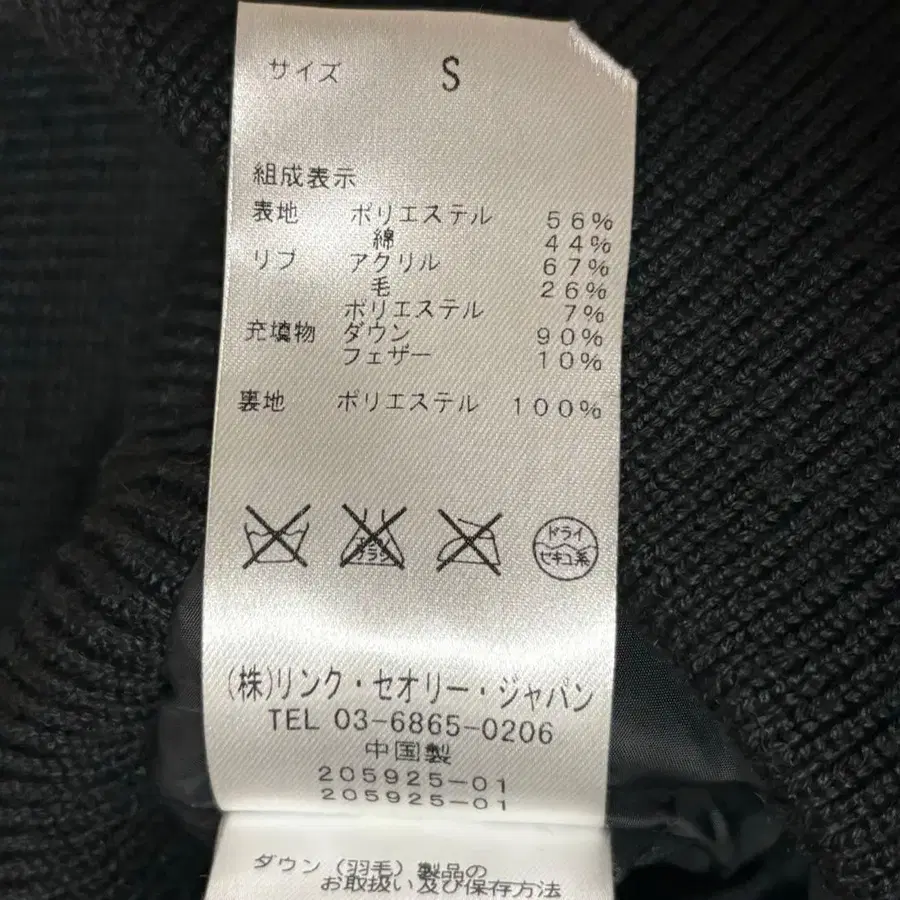 サイズ S
組成表示
表地 ポリエステル 56%
綿 44%
リブ アクリル 67%
毛 26%
ポリエステル 7%
充填物 ダウン 90%
フェザー 10%
裏地 ポリエステル 100%
ドライ
セキユ系
(株)リンク・セオリー・ジャパン
TEL 03-6865-0206
中国製
205925-01
205925-01
ダウン(羽毛)製品の
お取扱い及び保存方法